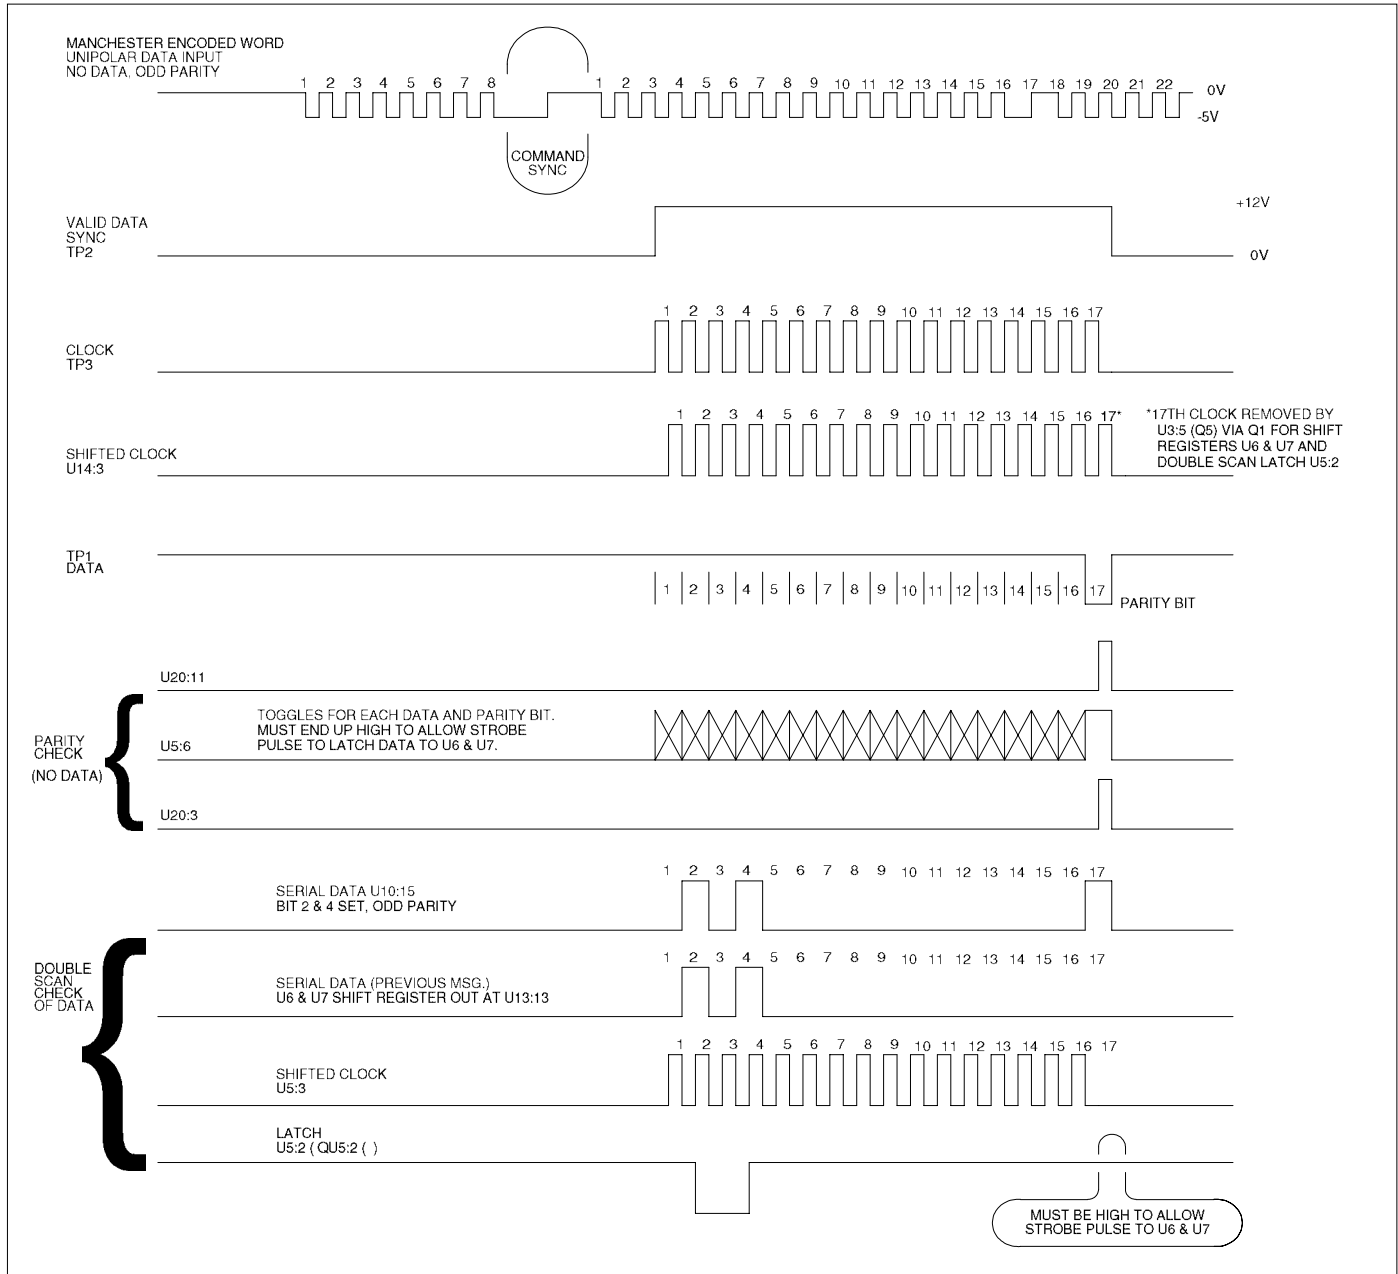 MANCHESTER ENCODED WORD
UNIPOLAR DATA INPUT
NO DATA, ODD PARITY
1 2 3 4 5 6 7 8 1 2 3 4 5 6 7 8 9 10 11 12 13 14 15 16 17 18 19 20 21 22
0V
-5V
COMMAND
SYNC
VALID DATA
SYNC
TP2
+12V
0V
1 2 3 4 5 6 7 8 9 10 11 12 13 14 15 16 17
CLOCK
TP3
1 2 3 4 5 6 7 8 9 10 11 12 13 14 15 16 17*
SHIFTED CLOCK
U14:3
*17TH CLOCK REMOVED BY
U3:5 (Q5) VIA Q1 FOR SHIFT
REGISTERS U6 & U7 AND
DOUBLE SCAN LATCH U5:2
TP1
DATA
1 2 3 4 5 6 7 8 9 10 11 12 13 14 15 16 17
PARITY BIT
U20:11
PARITY
CHECK
(NO DATA)
U5:6
TOGGLES FOR EACH DATA AND PARITY BIT.
MUST END UP HIGH TO ALLOW STROBE
PULSE TO LATCH DATA TO U6 & U7.
U20:3
1 2 3 4 5 6 7 8 9 10 11 12 13 14 15 16 17
SERIAL DATA U10:15
BIT 2 & 4 SET, ODD PARITY
DOUBLE
SCAN
CHECK
OF DATA
1 2 3 4 5 6 7 8 9 10 11 12 13 14 15 16 17
SERIAL DATA (PREVIOUS MSG.)
U6 & U7 SHIFT REGISTER OUT AT U13:13
1 2 3 4 5 6 7 8 9 10 11 12 13 14 15 16 17
SHIFTED CLOCK
U5:3
LATCH
U5:2 ( QU5:2 ( )
MUST BE HIGH TO ALLOW
STROBE PULSE TO U6 & U7